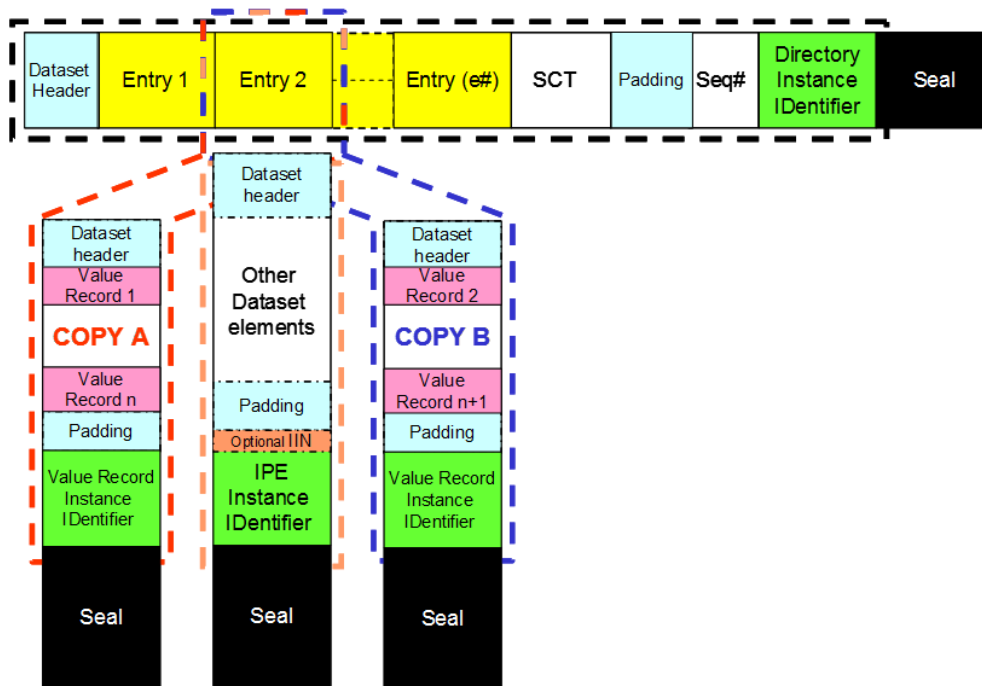 Dataset
Header
Entry 1
Entry 2
Entry (e#)
SCT
Padding
Seq#
Directory
Instance
IDentifier
Seal
Dataset
header
Value
Record 1
COPY A
Value
Record n
Padding
Value Record
Instance
IDentifier
Seal
Dataset
header
Other
Dataset
elements
Padding
Optional IIN
IPE
Instance
IDentifier
Seal
Dataset
header
Value
Record 2
COPY B
Value
Record n+1
Padding
Value Record
Instance
IDentifier
Seal